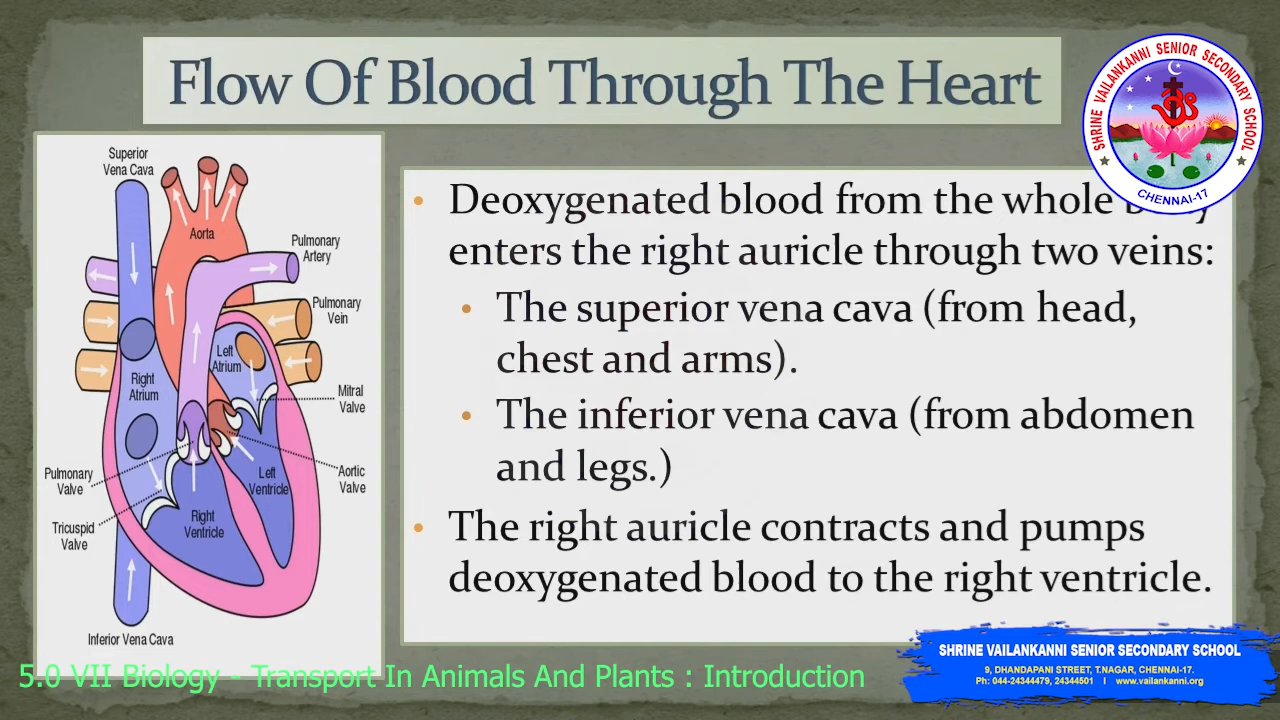 Flow Of Blood Through The Heart
SHRINE VAILANKANNI SENIOR SECONDARY SCHOOL
CHENNAI-17
Superior
Vena Cava
Aorta
Pulmonary
Artery
Pulmonary
Vein
Left
Atrium
Right
Atrium
Mitral
Valve
Pulmonary
Valve
Left
Ventricle
Aortic
Valve
Tricuspid
Valve
Right
Ventricle
Inferior Vena Cava
• Deoxygenated blood from the whole
enters the right auricle through two veins:
• The superior vena cava (from head,
chest and arms).
• The inferior vena cava (from abdomen
and legs.)
• The right auricle contracts and pumps
deoxygenated blood to the right ventricle.
5.0 VII Biology - Transport In Animals And Plants : Introduction
SHRINE VAILANKANNI SENIOR SECONDARY SCHOOL
9, DHANDAPANI STREET, T.NAGAR, CHENNAI-17.
Ph: 044-24344479, 24344501 I www.vailankanni.org